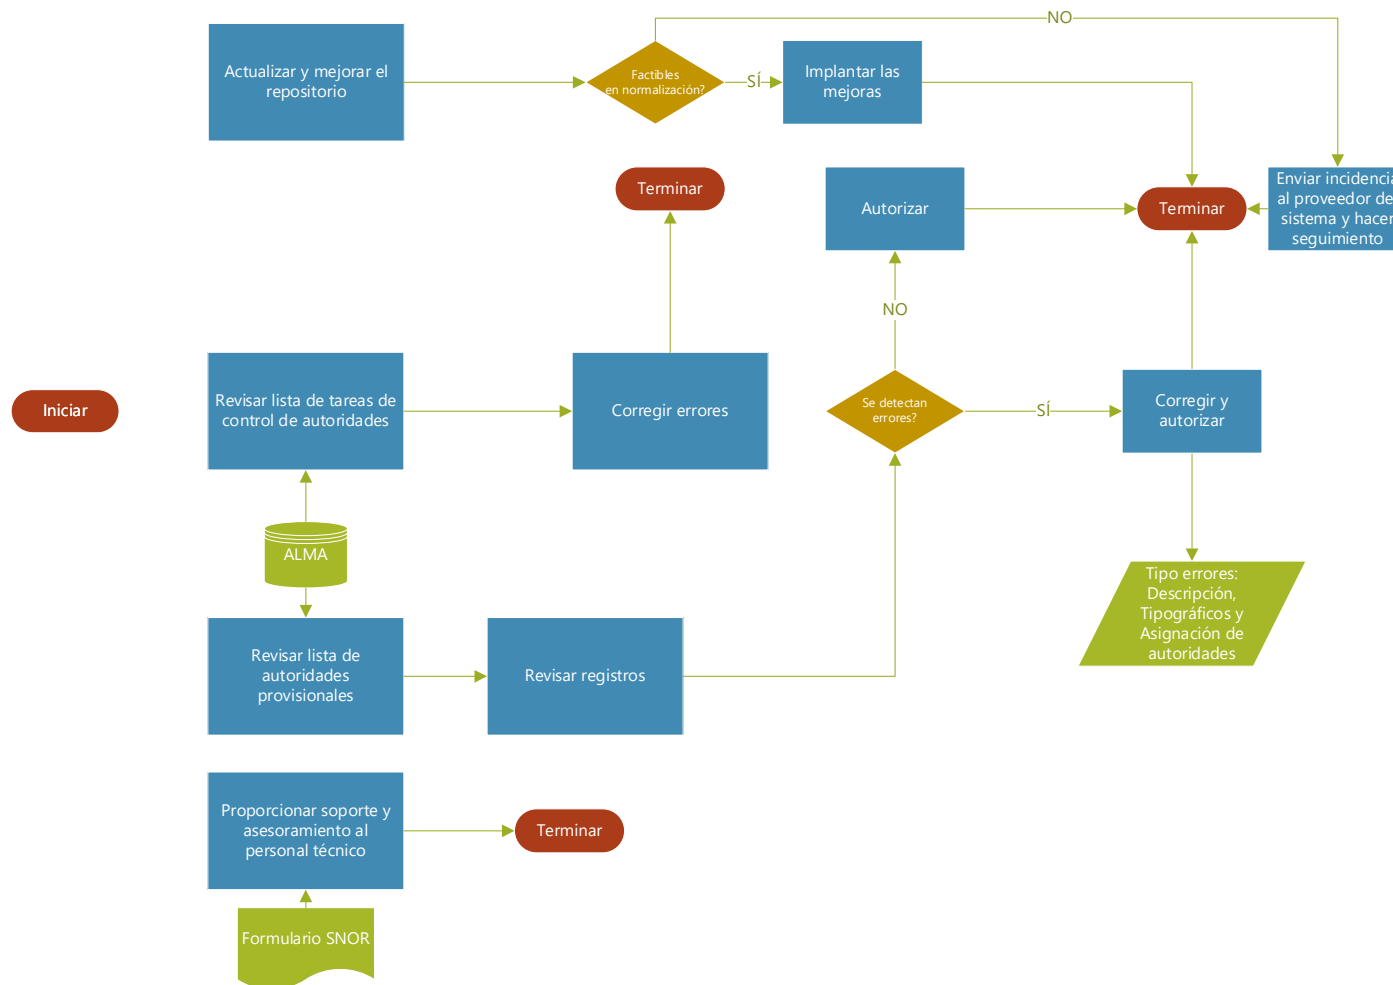 NO
Actualizar y mejorar el
repositorio
Factibles
en normalización?
SÍ
Implantar las
mejoras
Terminar
Autorizar
Terminar
Enviar incidencia
al proveedor de
sistema y hacer
seguimiento
NO
Iniciar
Revisar lista de tareas de
control de autoridades
Corregir errores
Se detectan
errores?
SÍ
Corregir y
autorizar
ALMA
Tipo errores:
Descripción,
Tipográficos y
Asignación de
autoridades
Revisar lista de
autoridades
provisionales
Revisar registros
Proporcionar soporte y
asesoramiento al
personal técnico
Terminar
Formulario SNOR